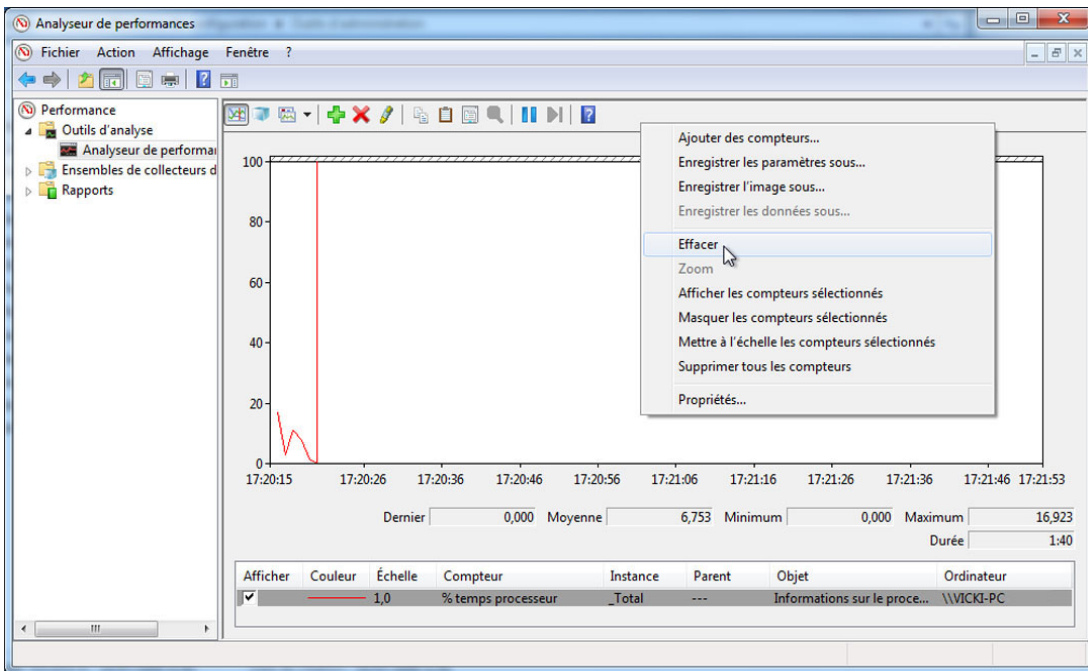 Analyseur de performances
Fichier Action Affichage Fenêtre ?
Performance
Outils d'analyse
Analyseur de performa
Ensembles de collecteurs d
Rapports
Ajouter des compteurs...
Enregistrer les paramètres sous...
Enregistrer l'image sous...
Enregistrer les données sous...
Effacer
Zoom
Afficher les compteurs sélectionnés
Masquer les compteurs sélectionnés
Mettre à l'échelle les compteurs sélectionnés
Supprimer tous les compteurs
Propriétés...
100
80
60
40
20
0
17:20:15 17:20:26 17:20:36 17:20:46 17:20:56 17:21:06 17:21:16 17:21:26 17:21:36 17:21:46 17:21:53
Dernier 0,000 Moyenne 6,753 Minimum 0,000 Maximum 16,923
Durée 1:40
Afficher Couleur Échelle Compteur Instance Parent Objet Ordinateur
1,0 % temps processeur _Total --- Informations sur le proce... \\VICKI-PC